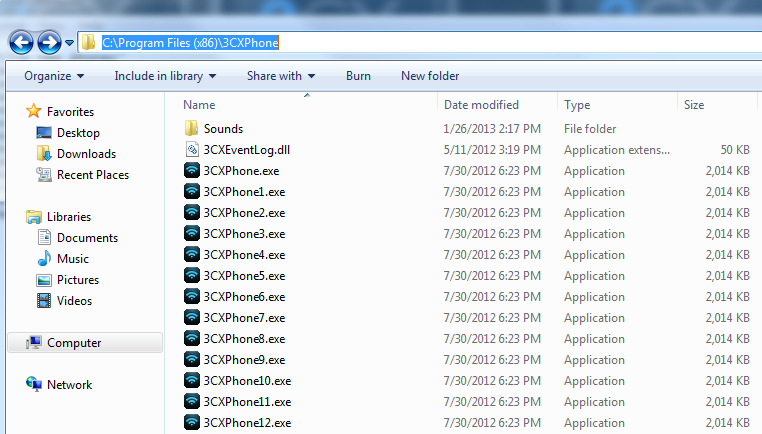 C:\Program Files (x86)\3CXPhone
Organize Include in library Share with Burn New folder
Name Date modified Type Size
Favorites
Desktop
Downloads
Recent Places
Libraries
Documents
Music
Pictures
Videos
Computer
Network
Sounds 1/26/2013 2:17 PM File folder
3CXEventLog.dll 5/11/2012 3:19 PM Application extens... 50 KB
3CXPhone.exe 7/30/2012 6:23 PM Application 2,014 KB
3CXPhone1.exe 7/30/2012 6:23 PM Application 2,014 KB
3CXPhone2.exe 7/30/2012 6:23 PM Application 2,014 KB
3CXPhone3.exe 7/30/2012 6:23 PM Application 2,014 KB
3CXPhone4.exe 7/30/2012 6:23 PM Application 2,014 KB
3CXPhone5.exe 7/30/2012 6:23 PM Application 2,014 KB
3CXPhone6.exe 7/30/2012 6:23 PM Application 2,014 KB
3CXPhone7.exe 7/30/2012 6:23 PM Application 2,014 KB
3CXPhone8.exe 7/30/2012 6:23 PM Application 2,014 KB
3CXPhone9.exe 7/30/2012 6:23 PM Application 2,014 KB
3CXPhone10.exe 7/30/2012 6:23 PM Application 2,014 KB
3CXPhone11.exe 7/30/2012 6:23 PM Application 2,014 KB
3CXPhone12.exe 7/30/2012 6:23 PM Application 2,014 KB